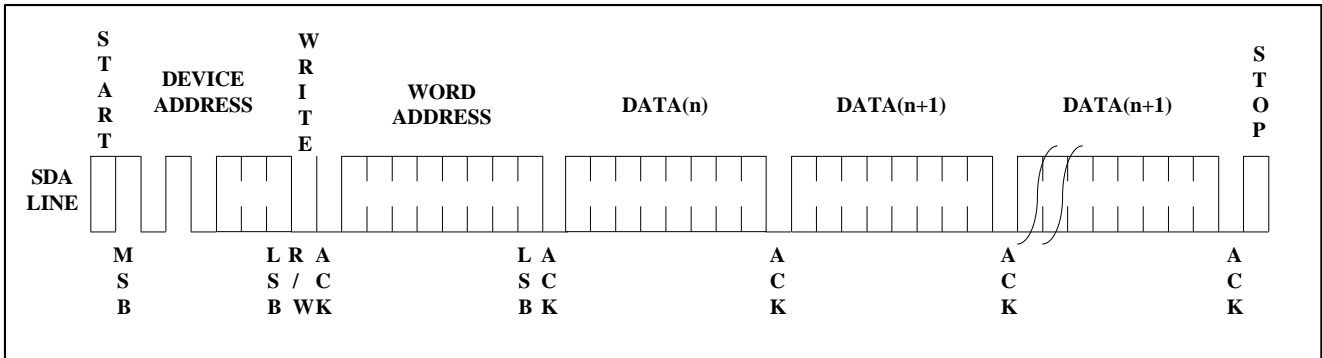 START
DEVICE
ADDRESS
WRITE
WORD
ADDRESS
DATA(n)
DATA(n+1)
DATA(n+1)
STOP
SDA
LINE
MSB
LSB
R/W
ACK
LSB
ACK
ACK
ACK
ACK